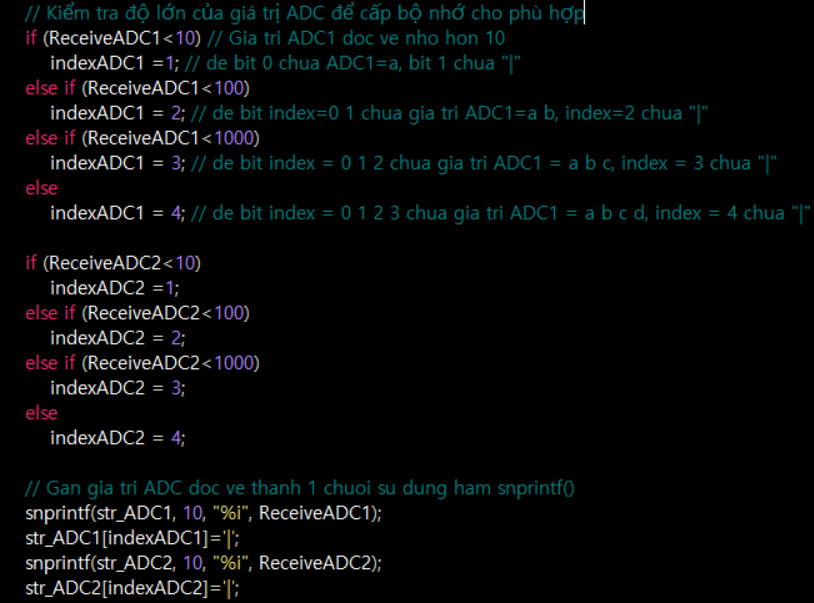 // Kiểm tra độ lớn của giá trị ADC để cấp bộ nhớ cho phù hợp
if (ReceiveADC1<10) // Gia tri ADC1 doc ve nho hon 10
indexADC1 =1; // de bit 0 chua ADC1=a, bit 1 chua "|"
else if (ReceiveADC1<100)
indexADC1 = 2; // de bit index=0 1 chua gia tri ADC1=a b, index=2 chua "|"
else if (ReceiveADC1<1000)
indexADC1 = 3; // de bit index = 0 1 2 chua gia tri ADC1 = a b c, index = 3 chua "|"
else
indexADC1 = 4; // de bit index = 0 1 2 3 chua gia tri ADC1 = a b c d, index = 4 chua "|"
if (ReceiveADC2<10)
indexADC2 =1;
else if (ReceiveADC2<100)
indexADC2 = 2;
else if (ReceiveADC2<1000)
indexADC2 = 3;
else
indexADC2 = 4;
// Gan gia tri ADC doc ve thanh 1 chuoi su dung ham snprintf()
snprintf(str_ADC1, 10, "%i", ReceiveADC1);
str_ADC1[indexADC1]='|';
snprintf(str_ADC2, 10, "%i", ReceiveADC2);
str_ADC2[indexADC2]='|';